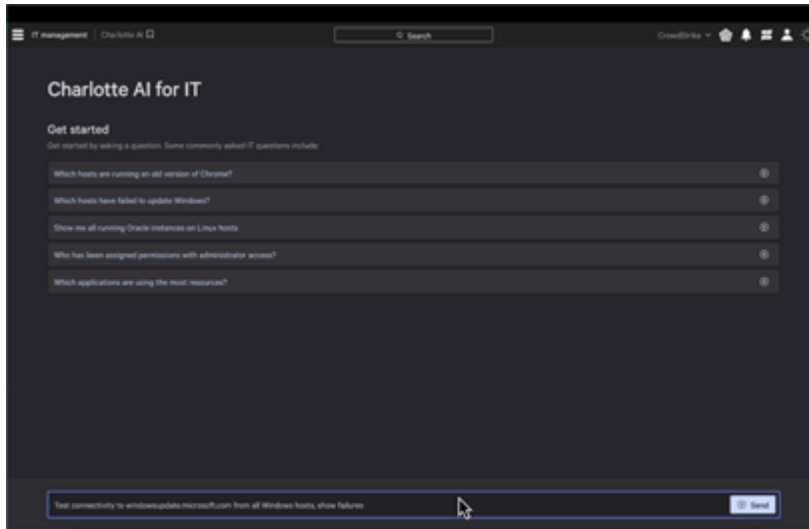 IT management Charlotte AI
Search
CrowdStrike
Charlotte AI for IT
Get started
Get started by asking a question. Some commonly asked IT questions include:
Which hosts are running an old version of Chrome?
Which hosts have failed to update Windows?
Show me all running Oracle instances on Linux hosts
Who has been assigned permissions with administrator access?
Which applications are using the most resources?
Test connectivity to windowsupdate.microsoft.com from all Windows hosts, show failures
Send